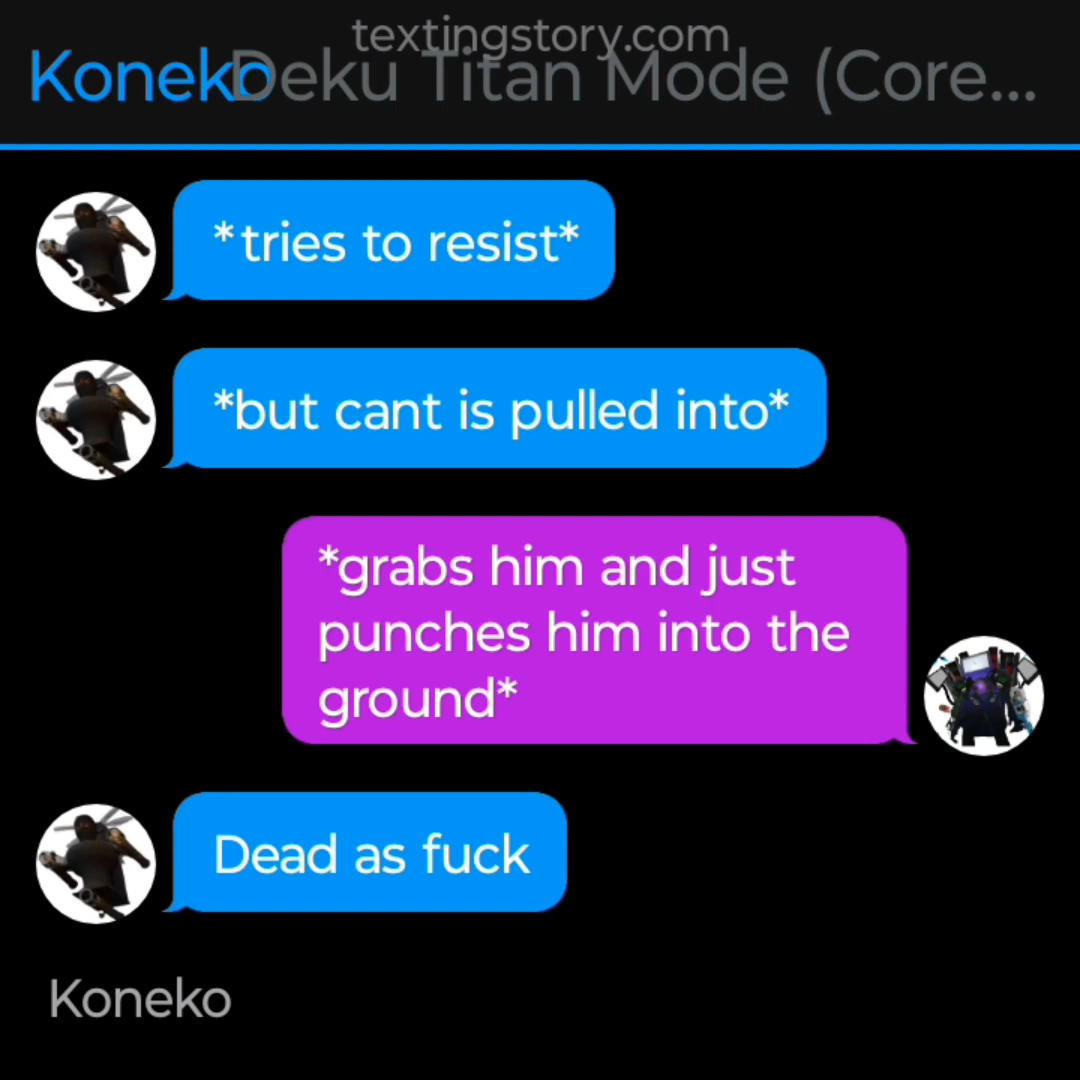 textingstory.com
Koneko
Deku Titan Mode (Core...
*tries to resist*
*but cant is pulled into*
*grabs him and just
punches him into the
ground*
Dead as fuck
Koneko